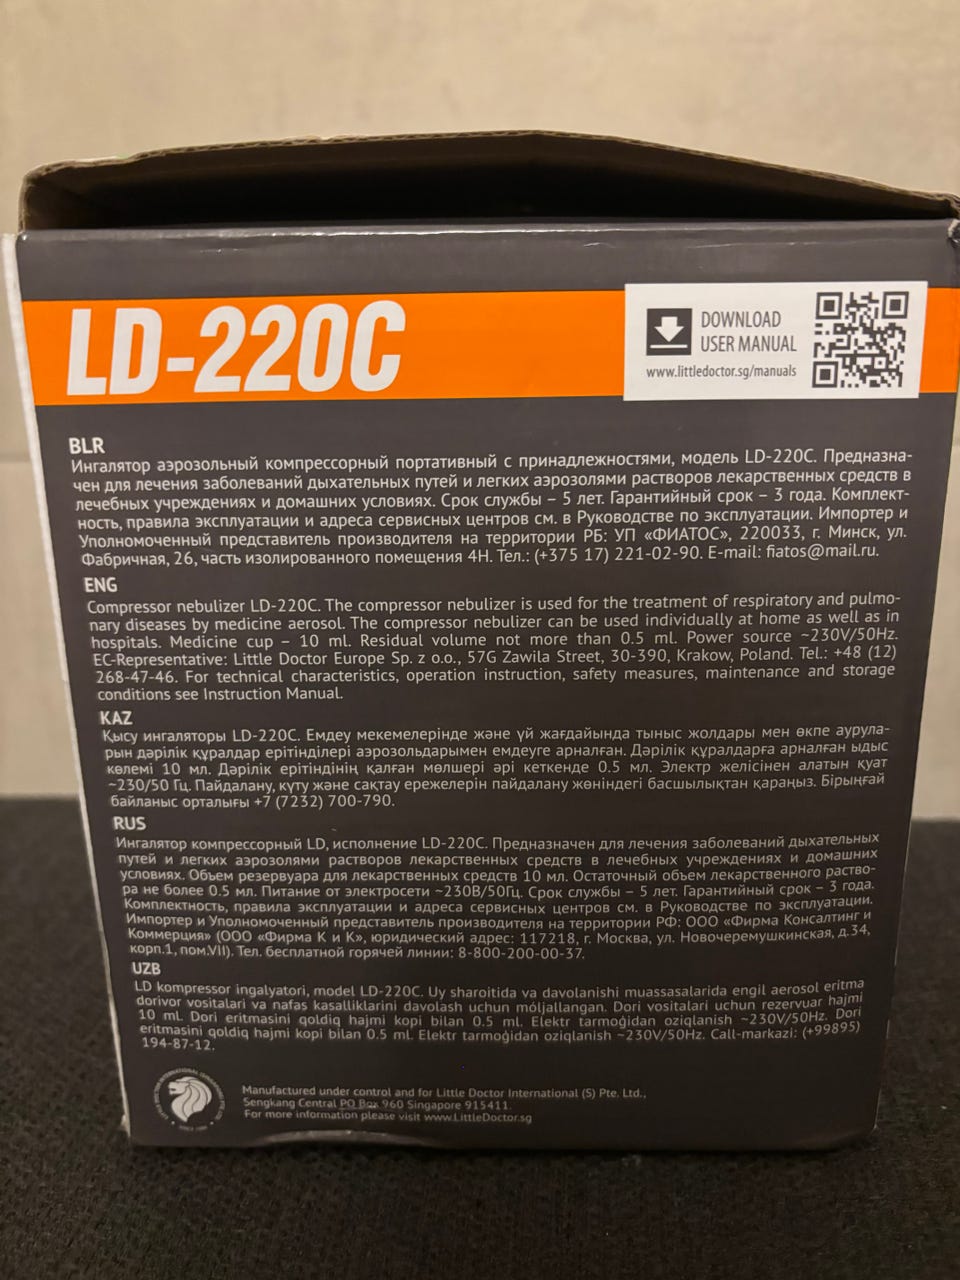 LD-220C
DOWNLOAD
USER MANUAL
www.littledoctor.sg/manuals
BLR
Ингалятор аэрозольный компрессорный портативный с принадлежностями, модель LD-220C. Предназна-
чен для лечения заболеваний дыхательных путей и легких аэрозолями растворов лекарственных средств в
лечебных учреждениях и домашних условиях. Срок службы – 5 лет. Гарантийный срок – 3 года. Комплект-
ность, правила эксплуатации и адреса сервисных центров см. в Руководстве по эксплуатации. Импортер и
Уполномоченный представитель производителя на территории РБ: УП «ФИАТОС», 220033, г. Минск, ул.
Фабричная, 26, часть изолированного помещения 4Н. Тел.: (+375 17) 221-02-90. E-mail: fiatos@mail.ru.
ENG
Compressor nebulizer LD-220C. The compressor nebulizer is used for the treatment of respiratory and pulmo-
nary diseases by medicine aerosol. The compressor nebulizer can be used individually at home as well as in
hospitals. Medicine cup – 10 ml. Residual volume not more than 0.5 ml. Power source ~230V/50Hz.
EC-Representative: Little Doctor Europe Sp. z o.o., 57G Zawila Street, 30-390, Krakow, Poland. Tel.: +48 (12)
268-47-46. For technical characteristics, operation instruction, safety measures, maintenance and storage
conditions see Instruction Manual.
KAZ
Қысу ингаляторы LD-220C. Емдеу мекемелерінде және үй жағдайында тыныс жолдары мен өкпе аурула-
рын дәрілік құралдар ерітінділері аэрозольдарымен емдеуге арналған. Дәрілік құралдарға арналған ыдыс
көлемі 10 мл. Дәрілік ерітіндінің қалған мөлшері әрі кеткенде 0.5 мл. Электр желісінен алатын қуат
~230/50 Гц. Пайдалану, күту және сақтау ережелерін пайдалану жөніндегі басшылықтан қараңыз. Бірыңғай
байланыс орталығы +7 (7232) 700-790.
RUS
Ингалятор компрессорный LD, исполнение LD-220C. Предназначен для лечения заболеваний дыхательных
путей и легких аэрозолями растворов лекарственных средств в лечебных учреждениях и домашних
условиях. Объем резервуара для лекарственных средств 10 мл. Остаточный объем лекарственного раство-
ра не более 0.5 мл. Питание от электросети ~230В/50Гц. Срок службы – 5 лет. Гарантийный срок – 3 года.
Комплектность, правила эксплуатации и адреса сервисных центров см. в Руководстве по эксплуатации.
Импортер и Уполномоченный представитель производителя на территории РФ: ООО «Фирма Консалтинг и
Коммерция» (ООО «Фирма К и К», юридический адрес: 117218, г. Москва, ул. Новочеремушкинская, д.34,
корп.1, пом.VII). Тел. бесплатной горячей линии: 8-800-200-00-37.
UZB
LD kompressor ingalyatori, model LD-220C. Uy sharoitida va davolanishi muassasalarida engil aerosol eritma
dorivor vositalari va nafas kasalliklarini davolash uchun móljallangan. Dori vositalari uchun rezervuar hajmi
10 ml. Dori eritmasini qoldiq hajmi kopi bilan 0.5 ml. Elektr tarmoǵidan oziqlanish ~230V/50Hz. Dori
eritmasini qoldiq hajmi kopi bilan 0.5 ml. Elektr tarmoǵidan oziqlanish ~230V/50Hz. Call-markazi: (+99895)
194-87-12.
Manufactured under control and for Little Doctor International (S) Pte. Ltd.,
Sengkang Central PO Box 960 Singapore 915411.
For more information please visit www.LittleDoctor.sg